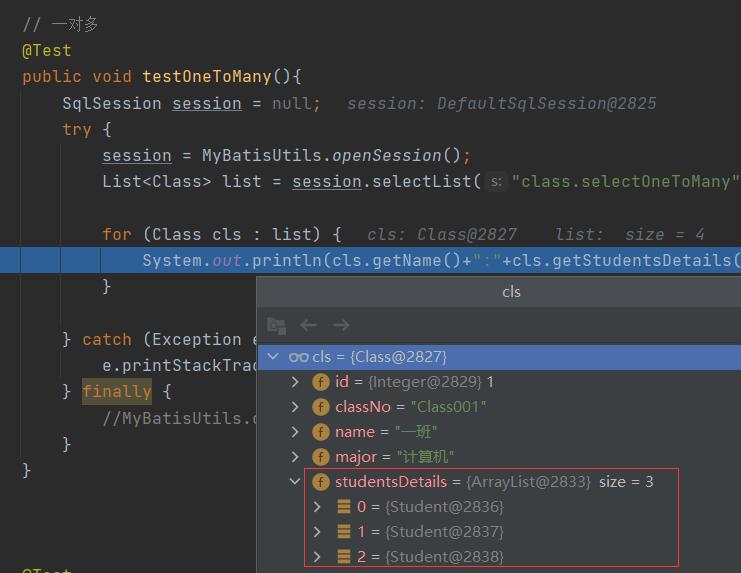 // 一对多
@Test
public void testOneToMany(){
SqlSession session = null; session: DefaultSqlSession@2825
try {
session = MyBatisUtils.openSession();
List<Class> list = session.selectList( s: "class.selectOneToMany"
for (Class cls : list) { cls: Class@2827 list: size = 4
System.out.println(cls.getName()+":"+cls.getStudentsDetails(
}
cls
} catch (Exception e
e.printStackTrac
} finally {
//MyBatisUtils.c
}
}
cls = {Class@2827}
id = {Integer@2829} 1
classNo = "Class001"
name = "一班"
major = "计算机"
studentsDetails = {ArrayList@2833} size = 3
0 = {Student@2836}
1 = {Student@2837}
2 = {Student@2838}
@Test